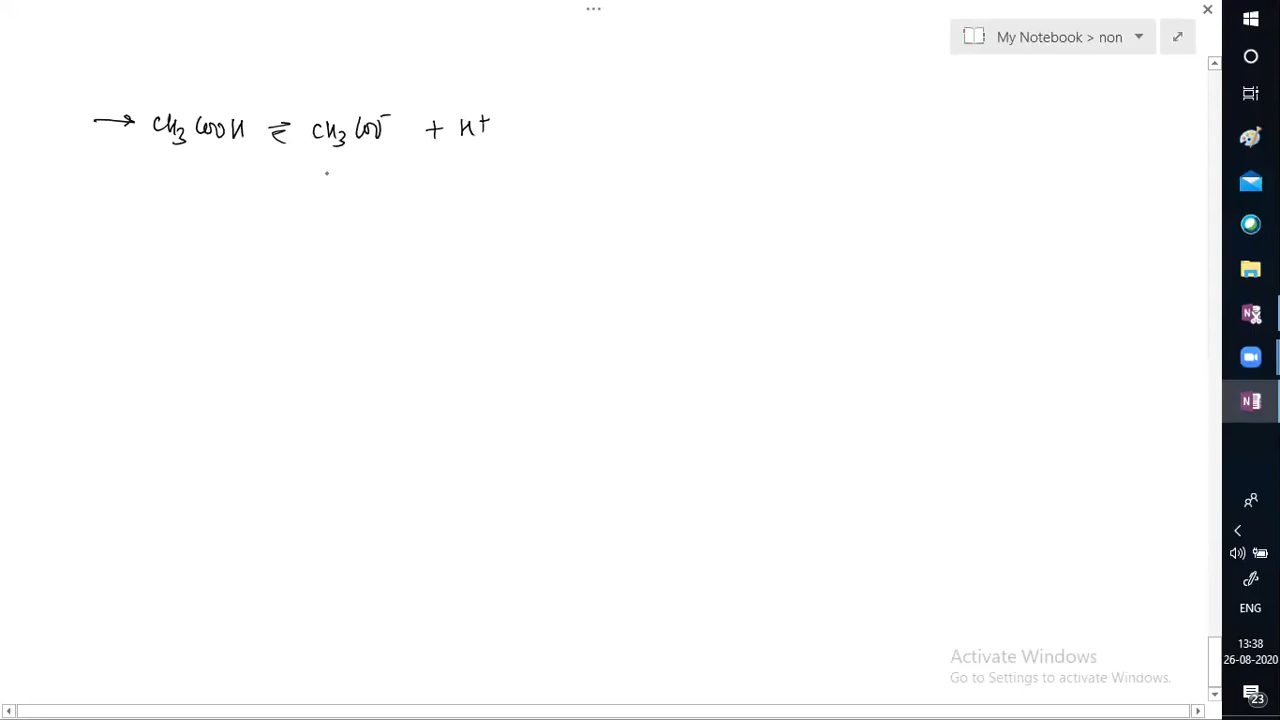 ...
My Notebook > non
→ CH3COOH ⇌ CH3COO⁻ + H+
ENG
13:38
26-08-2020
Activate Windows
Go to Settings to activate Windows.
23